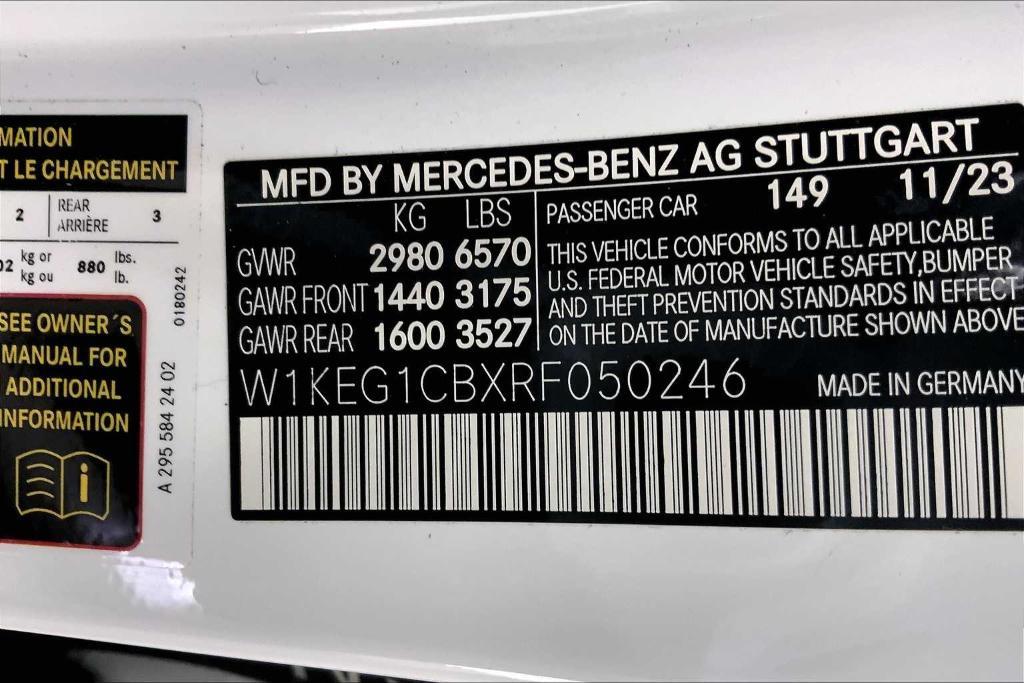 MATION
T LE CHARGEMENT
2
REAR
ARRIÈRE
3
kg or
kg ou
880
lbs.
lb.
0180242
SEE OWNER´S
MANUAL FOR
ADDITIONAL
INFORMATION
A 295 584 24 02
MFD BY MERCEDES-BENZ AG STUTTGART
KG LBS
GVWR 2980 6570
GAWR FRONT 1440 3175
GAWR REAR 1600 3527
PASSENGER CAR 149 11/23
THIS VEHICLE CONFORMS TO ALL APPLICABLE
U.S. FEDERAL MOTOR VEHICLE SAFETY,BUMPER
AND THEFT PREVENTION STANDARDS IN EFFECT
ON THE DATE OF MANUFACTURE SHOWN ABOVE
W1KEG1CBXRF050246
MADE IN GERMANY